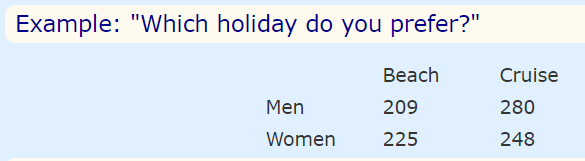 Example: "Which holiday do you prefer?"
Beach Cruise
Men 209 280
Women 225 248